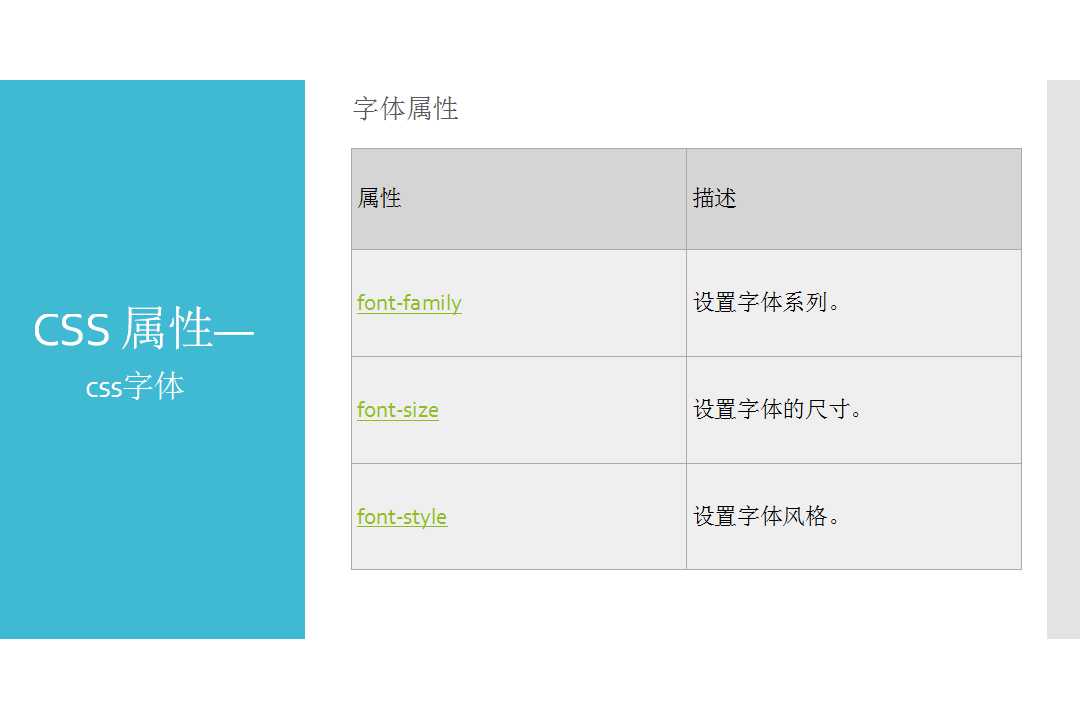 CSS 属性—
css字体
字体属性
属性 描述
font-family 设置字体系列。
font-size 设置字体的尺寸。
font-style 设置字体风格。